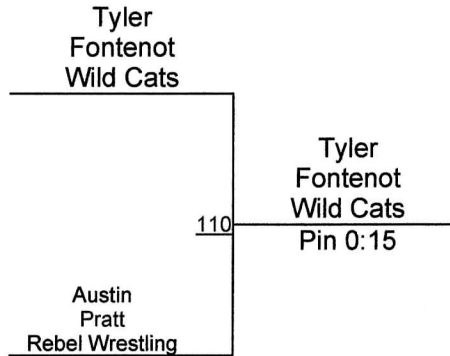 Tyler
Fontenot
Wild Cats
Tyler
Fontenot
Wild Cats
110
Pin 0:15
Austin
Pratt
Rebel Wrestling